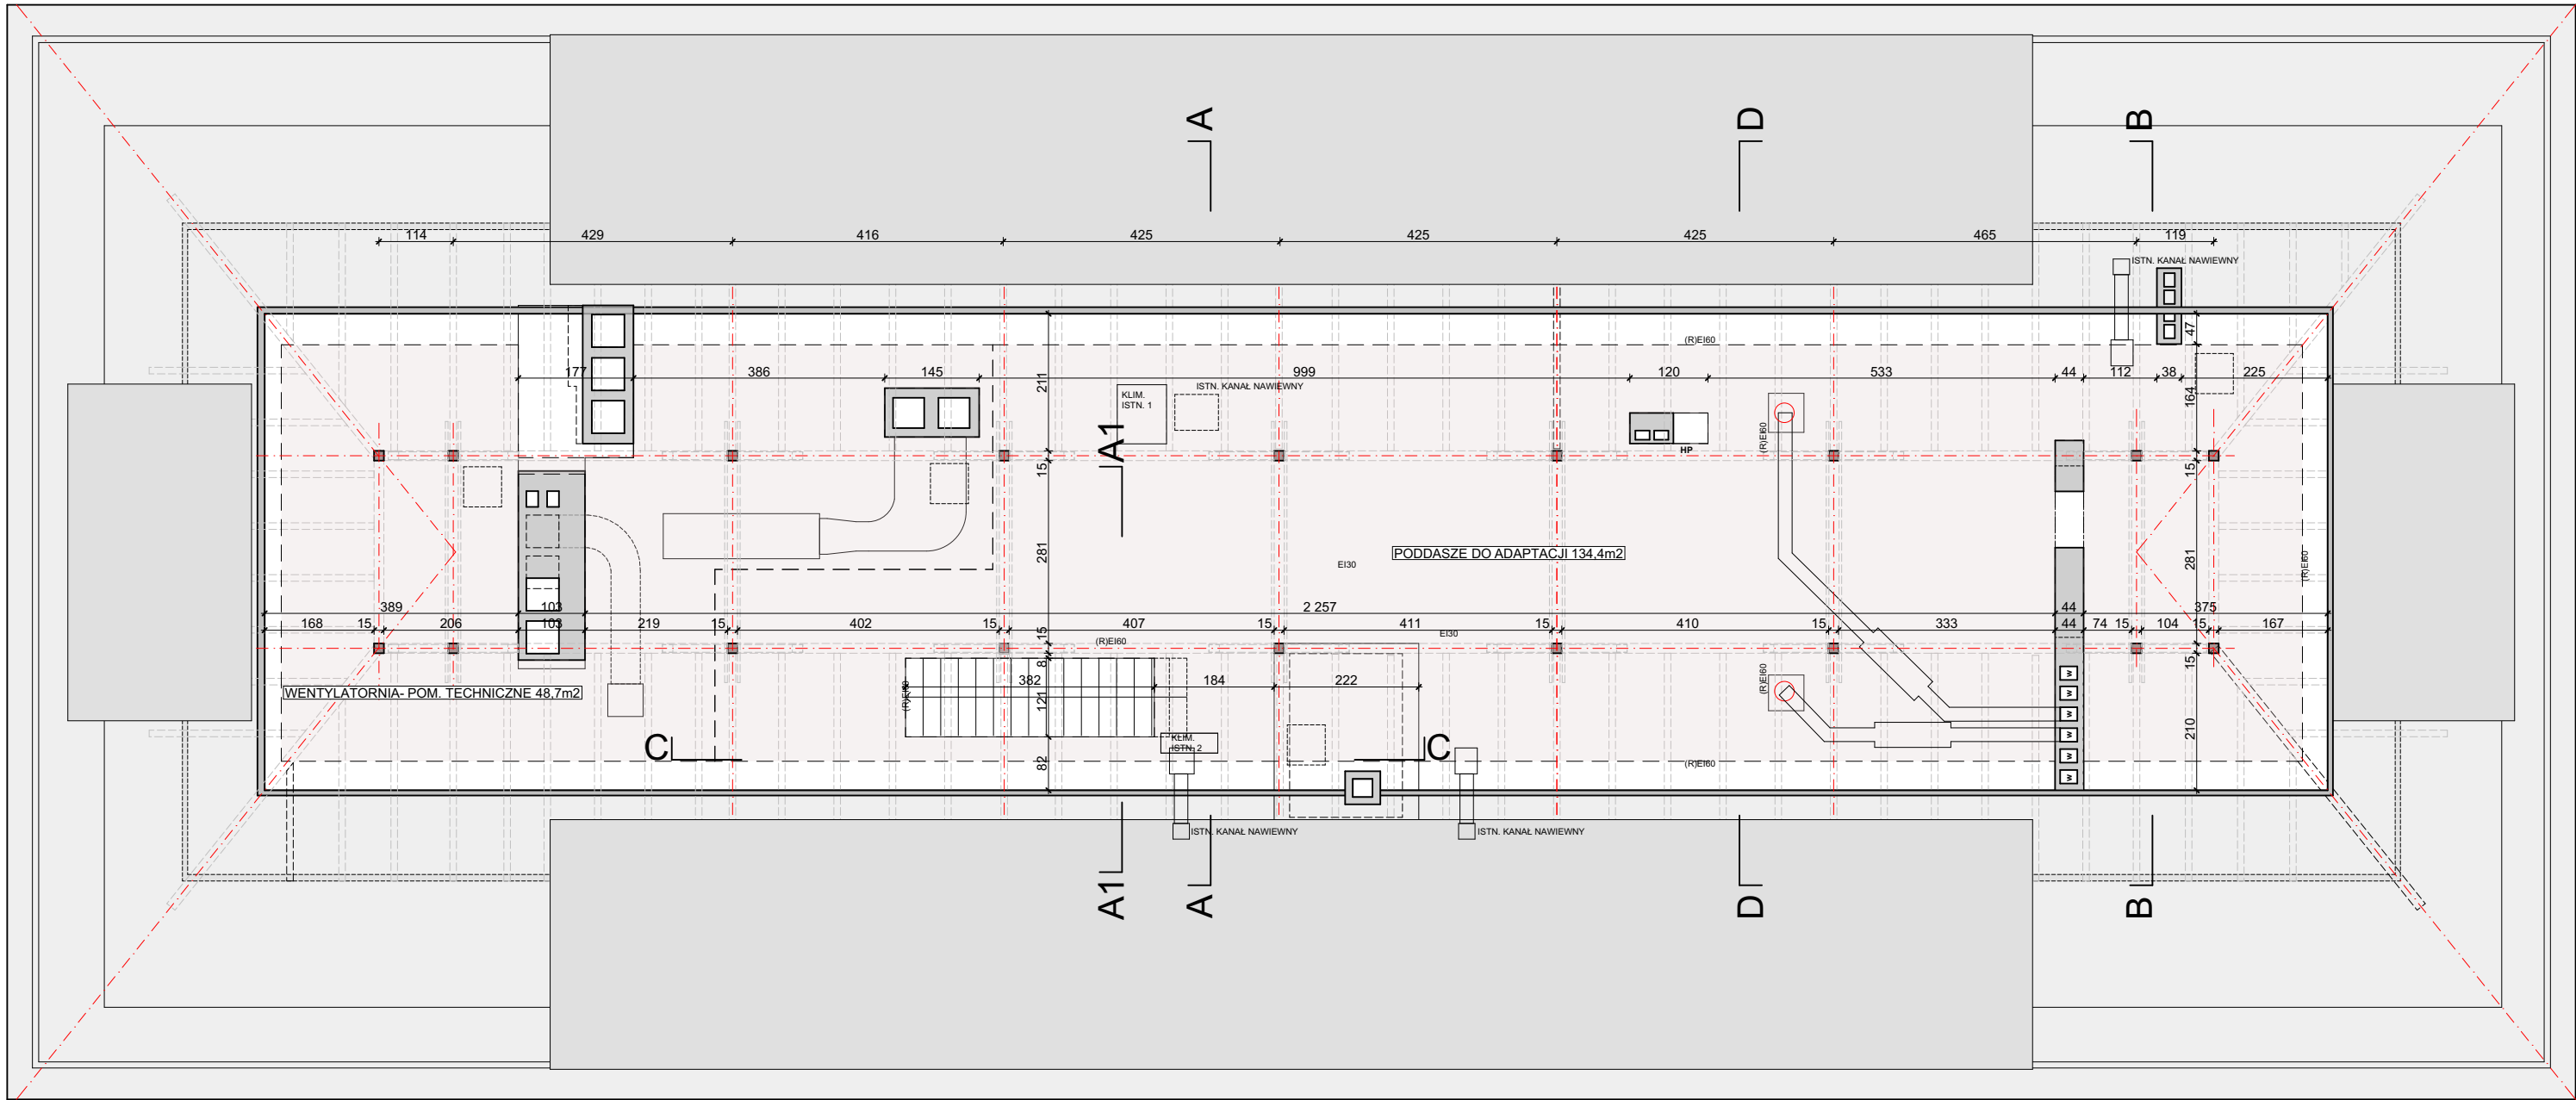 A
D
B
114
429
416
425
425
425
465
119
ISTN. KANAŁ NAWIEWNY
(R)EI60
47
177
386
145
999
120
533
44
112
38
225
211
KLIM.
ISTN. 1
ISTN. KANAŁ NAWIEWNY
164
A1
(R)EI60
HP
15
15
281
EI30
PODDASZE DO ADAPTACJI 134,4m2
281
(R)EI60
389
103
2 257
44
375
168
15
206
103
219
15
402
15
407
15
411
15
410
15
333
44
74
15
104
15
167
15
(R)EI60
EI30
8
15
WENTYLATORNIA- POM. TECHNICZNE 48,7m2
(R)EI60
382
184
222
(R)EI60
121
210
W
W
W
W
W
W
KLIM.
ISTN. 2
C
C
82
(R)EI60
ISTN. KANAŁ NAWIEWNY
ISTN. KANAŁ NAWIEWNY
A1
A
D
B